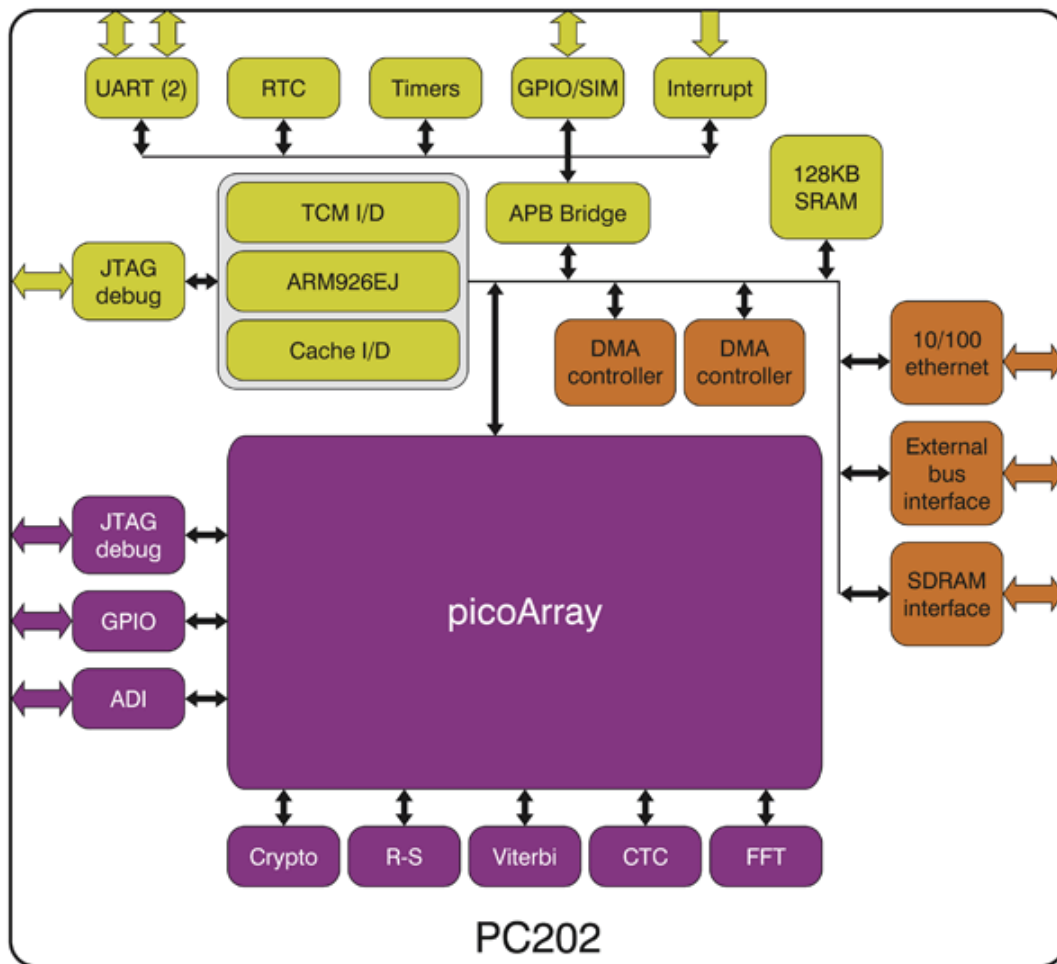 UART (2)
RTC
Timers
GPIO/SIM
Interrupt
128KB
SRAM
TCM I/D
APB Bridge
JTAG
debug
ARM926EJ
Cache I/D
DMA
controller
DMA
controller
10/100
ethernet
External
bus
interface
JTAG
debug
SDRAM
interface
picoArray
GPIO
ADI
Crypto
R-S
Viterbi
CTC
FFT
PC202